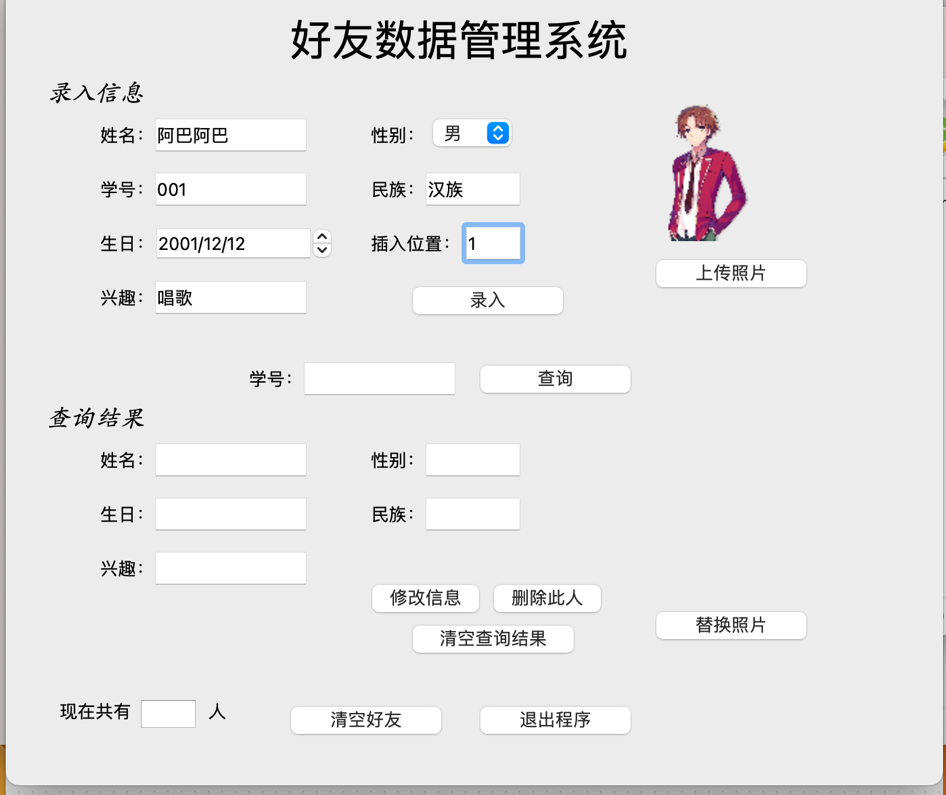 好友数据管理系统
录入信息
姓名： 阿巴阿巴 性别： 男
学号： 001 民族： 汉族
生日： 2001/12/12 插入位置： 1
上传照片
兴趣： 唱歌 录入
学号： 查询
查询结果
姓名： 性别：
生日： 民族：
兴趣：
修改信息 删除此人
替换照片
清空查询结果
现在共有 人 清空好友 退出程序